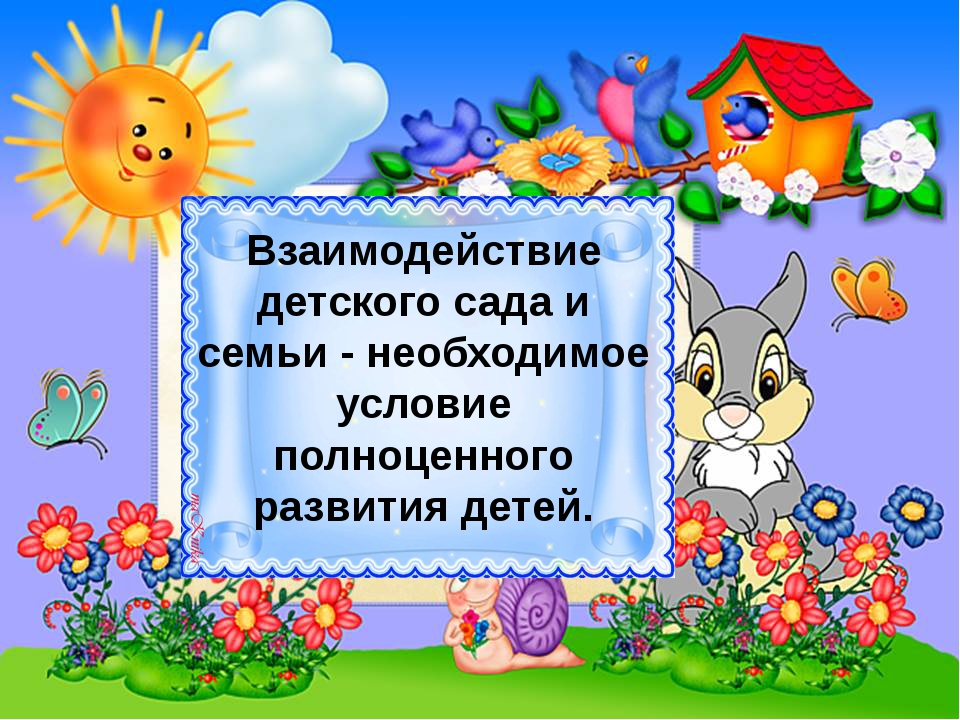 Взаимодействие
детского сада и
семьи - необходимое
условие
полноценного
развития детей.